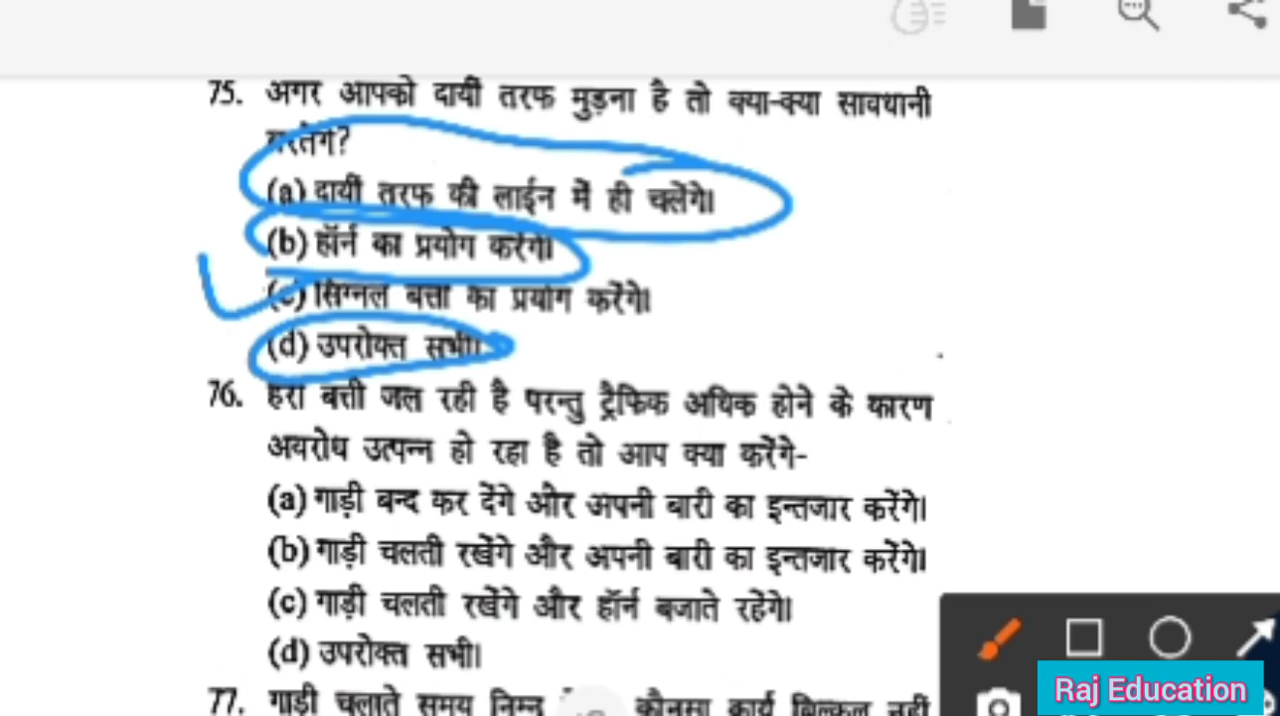 75. अगर आपको दायीं तरफ मुड़ना है तो क्या-क्या सावधानी
बरतेंगे?
(a) दायीं तरफ की लाईन में ही चलेंगे।
(b) हॉर्न का प्रयोग करेंगे।
(c) सिग्नल बत्ती का प्रयोग करेंगे।
(d) उपरोक्त सभी।
76. हरी बत्ती जल रही है परन्तु ट्रैफिक अधिक होने के कारण
अवरोध उत्पन्न हो रहा है तो आप क्या करेंगे-
(a) गाड़ी बन्द कर देंगे और अपनी बारी का इन्तजार करेंगे।
(b) गाड़ी चलती रखेंगे और अपनी बारी का इन्तजार करेंगे।
(c) गाड़ी चलती रखेंगे और हॉर्न बजाते रहेंगे।
(d) उपरोक्त सभी।
77. गाड़ी चलाते समय निम्न कौनसा कार्य बिल्कुल नहीं
Raj Education